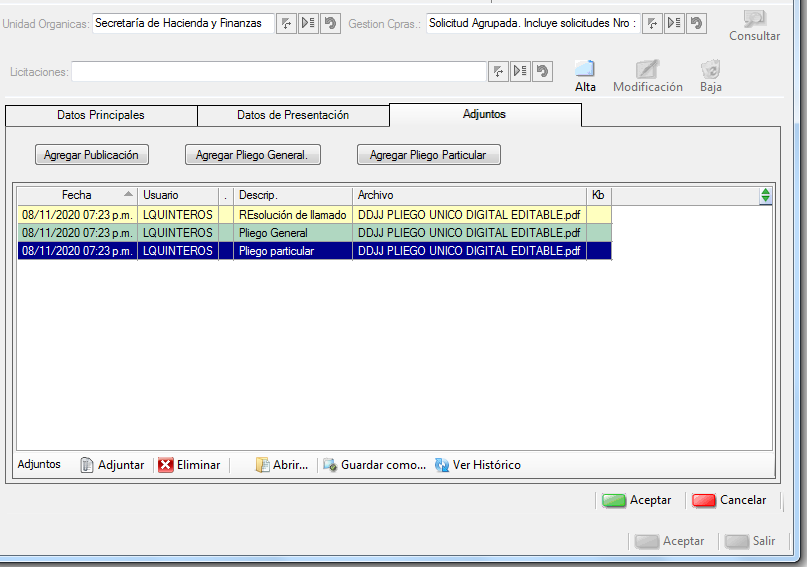 Unidad Organicas: Secretaría de Hacienda y Finanzas Gestion Cpras.: Solicitud Agrupada. Incluye solicitudes Nro :
Consultar
Licitaciones:
Alta Modificación Baja
Datos Principales Datos de Presentación Adjuntos
Agregar Publicación Agregar Pliego General. Agregar Pliego Particular
Fecha Usuario . Descrip. Archivo Kb
08/11/2020 07:23 p.m. LQUINTEROS REsolución de llamado DDJJ PLIEGO UNICO DIGITAL EDITABLE.pdf
08/11/2020 07:23 p.m. LQUINTEROS Pliego General DDJJ PLIEGO UNICO DIGITAL EDITABLE.pdf
08/11/2020 07:23 p.m. LQUINTEROS Pliego particular DDJJ PLIEGO UNICO DIGITAL EDITABLE.pdf
Adjuntos Adjuntar Eliminar Abrir... Guardar como... Ver Histórico
Aceptar Cancelar
Aceptar Salir